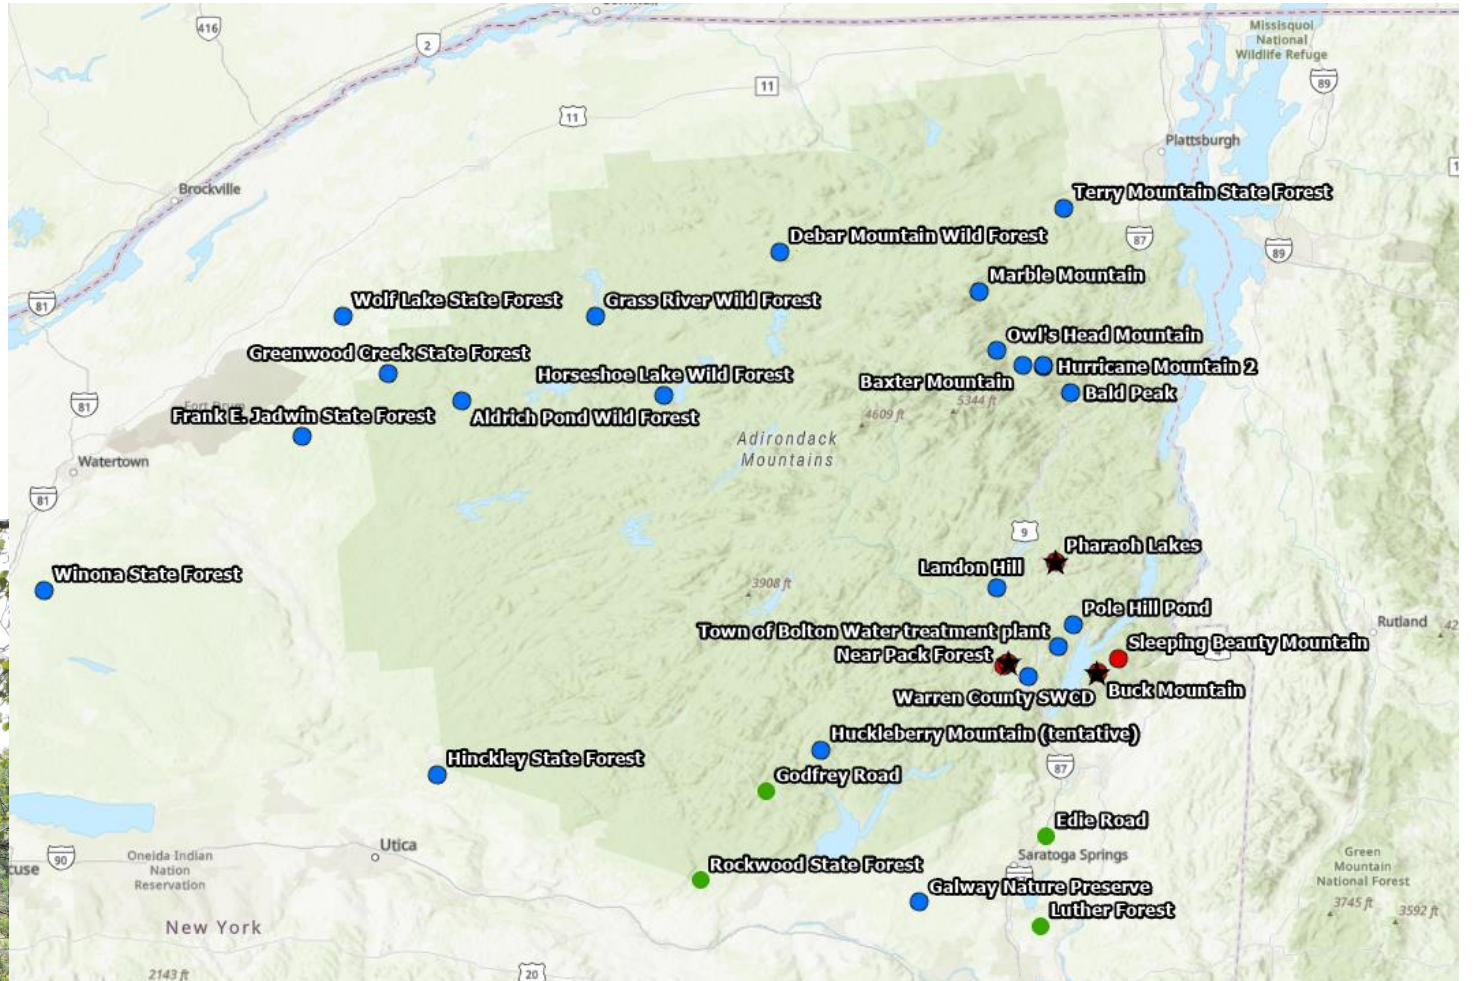 416
2
Missisquoi
National
Wildlife Refuge
89
11
11
Plattsburgh
Brockville
Terry Mountain State Forest
87
89
Debar Mountain Wild Forest
Marble Mountain
81
Wolf Lake State Forest
Grass River Wild Forest
Owl's Head Mountain
Greenwood Creek State Forest
Hurricane Mountain 2
Horseshoe Lake Wild Forest
Baxter Mountain
Bald Peak
5344 ft
4609 ft
81
Fort Drum
Frank E. Jadwin State Forest
Aldrich Pond Wild Forest
Adirondack
Mountains
Watertown
81
9
Pharaoh Lakes
Landon Hill
Winona State Forest
3908 ft
Pole Hill Pond
Rutland
Town of Bolton Water treatment plant
Sleeping Beauty Mountain
Near Pack Forest
Warren County SWCD
Buck Mountain
Huckleberry Mountain (tentative)
Hinckley State Forest
87
Godfrey Road
Edie Road
Utica
Saratoga Springs
90
Oneida Indian
Nation
Reservation
Rockwood State Forest
Green
Mountain
National Forest
Galway Nature Preserve
3745 ft
3592 ft
Luther Forest
New York
2143 ft
20